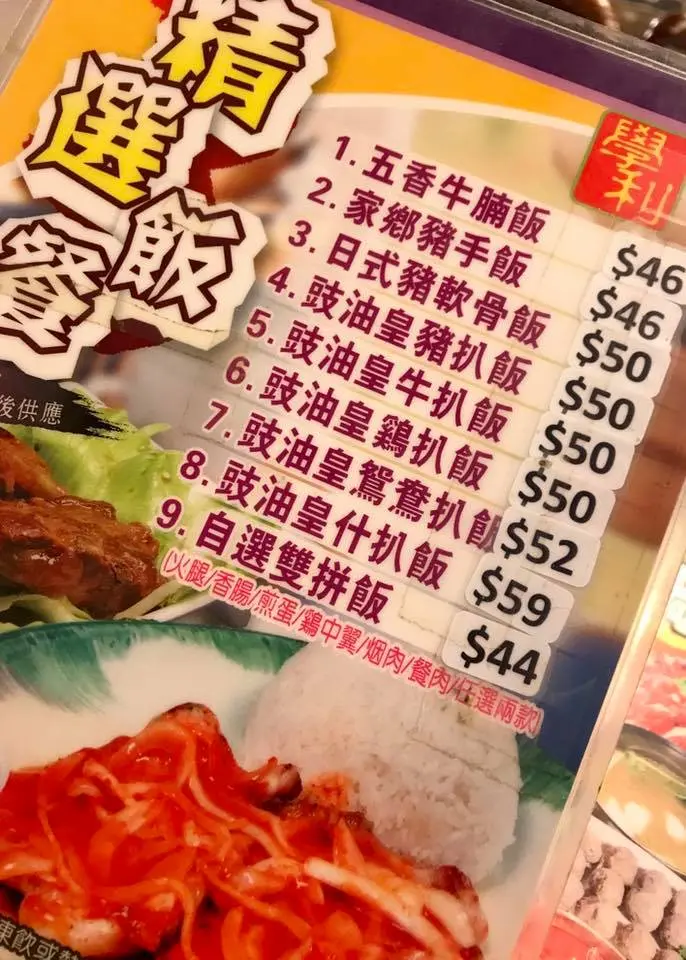 精選飯餐
學利
後供應
1. 五香牛腩飯 $46
2. 家鄉豬手飯 $46
3. 日式豬軟骨飯 $50
4. 豉油皇豬扒飯 $50
5. 豉油皇牛扒飯 $50
6. 豉油皇鷄扒飯 $50
7. 豉油皇鴛鴦扒飯 $52
8. 豉油皇什扒飯 $59
9. 自選雙拼飯 $44
(火腿/香腸/煎蛋/鷄中翼/烟肉/餐肉/任選兩款)
凍飲或